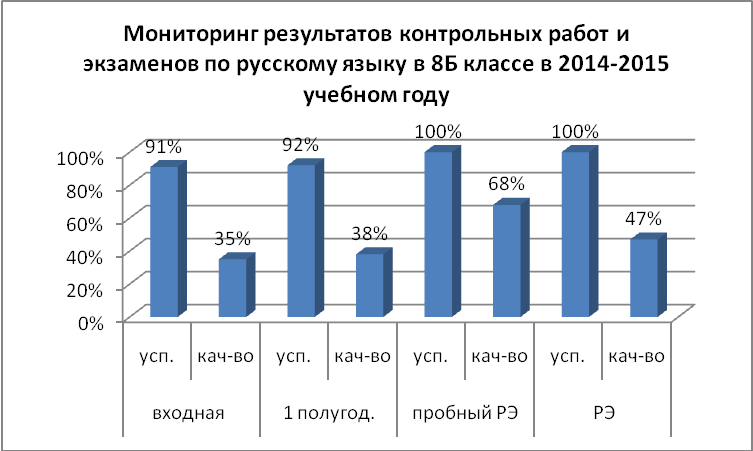 Мониторинг результатов контрольных работ и
экзаменов по русскому языку в 8Б классе в 2014-2015
учебном году
100%
80%
60%
40%
20%
0%
91%
35%
92%
38%
100%
68%
100%
47%
усп. кач-во усп. кач-во усп. кач-во усп. кач-во
входная 1 полугод. пробный РЭ РЭ